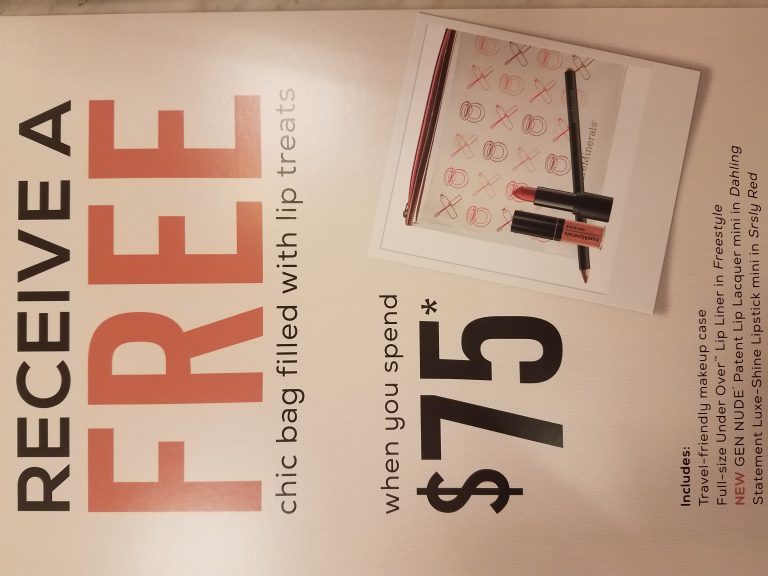 RECEIVE A
FREE
chic bag filled with lip treats
when you spend
$75*
bareMinerals
Includes:
Travel-friendly makeup case
Full-size Under Over™ Lip Liner in Freestyle
NEW GEN NUDE® Patent Lip Lacquer mini in Dahling
Statement Luxe-Shine Lipstick mini in Srsly Red